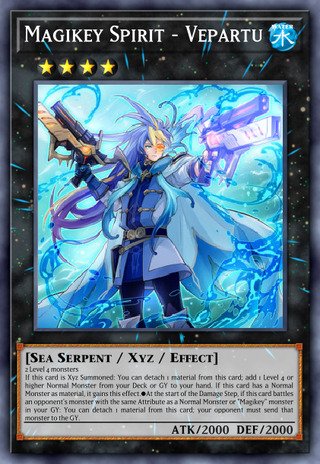 Magikey Spirit - Vepartu
WATER
水
[Sea Serpent / Xyz / Effect]
2 Level 4 monsters
If this card is Xyz Summoned: You can detach 1 material from this card; add 1 Level 4 or
higher Normal Monster from your Deck or GY to your hand. If this card has a Normal
Monster as material, it gains this effect.●At the start of the Damage Step, if this card battles
an opponent's monster with the same Attribute as a Normal Monster or "Magikey" monster
in your GY: You can detach 1 material from this card; your opponent must send that
monster to the GY.
ATK/2000 DEF/2000